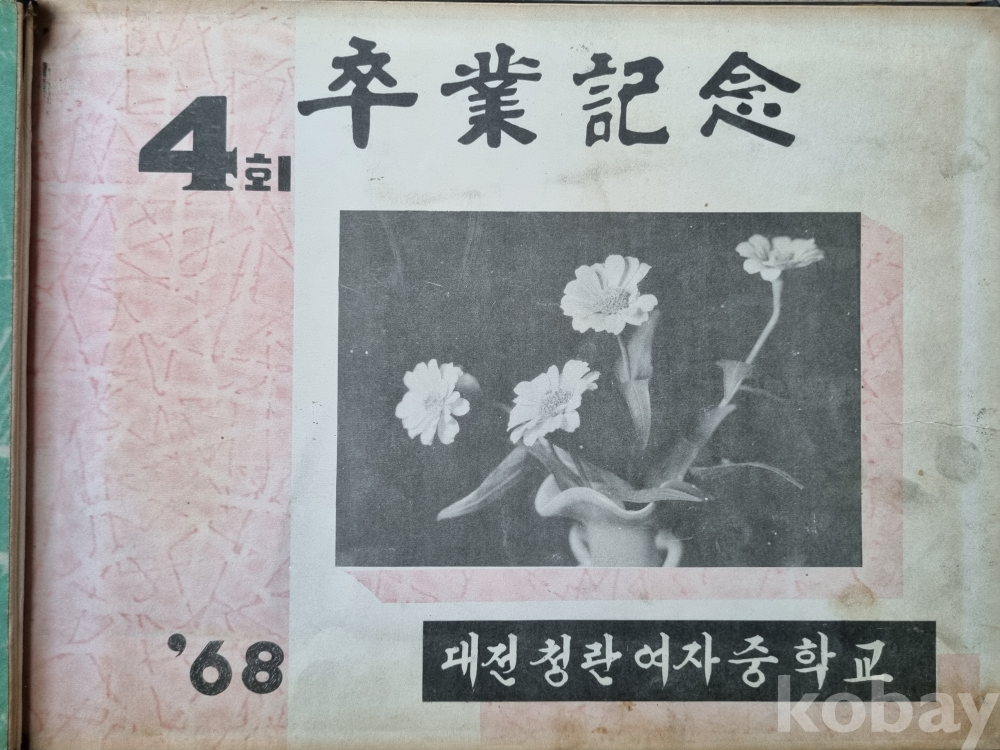 卒業記念
4회
'68
대전청란여자중학교
kobay